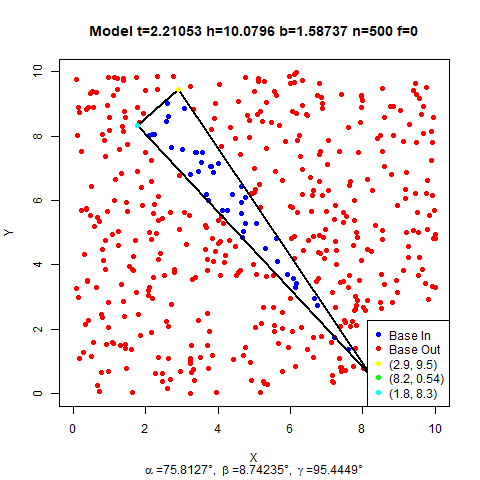 Model t=2.21053 h=10.0796 b=1.58737 n=500 f=0
10
8
6
4
2
0
Y
Base In
Base Out
(2.9, 9.5)
(8.2, 0.54)
(1.8, 8.3)
0 2 4 6 8 10
X
α=75.8127°, β=8.74235°, γ=95.4449°